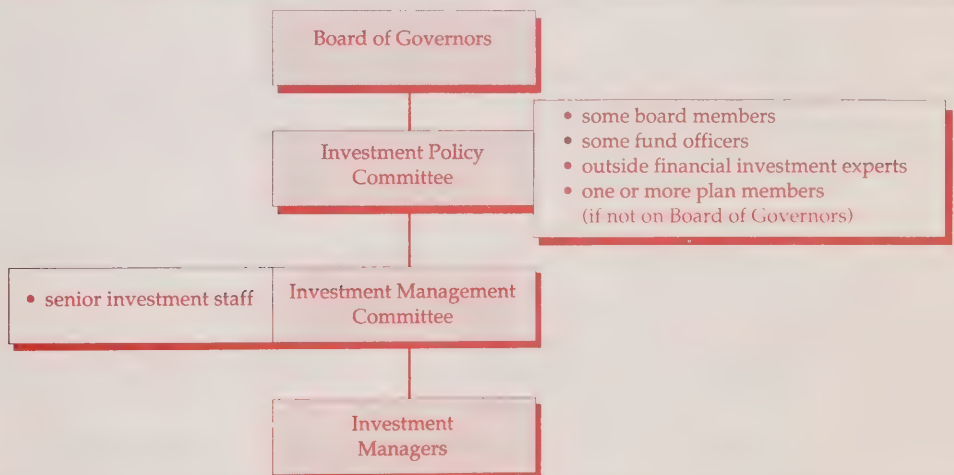 Board of Governors
Investment Policy
Committee
• some board members
• some fund officers
• outside financial investment experts
• one or more plan members
(if not on Board of Governors)
• senior investment staff
Investment Management
Committee
Investment
Managers